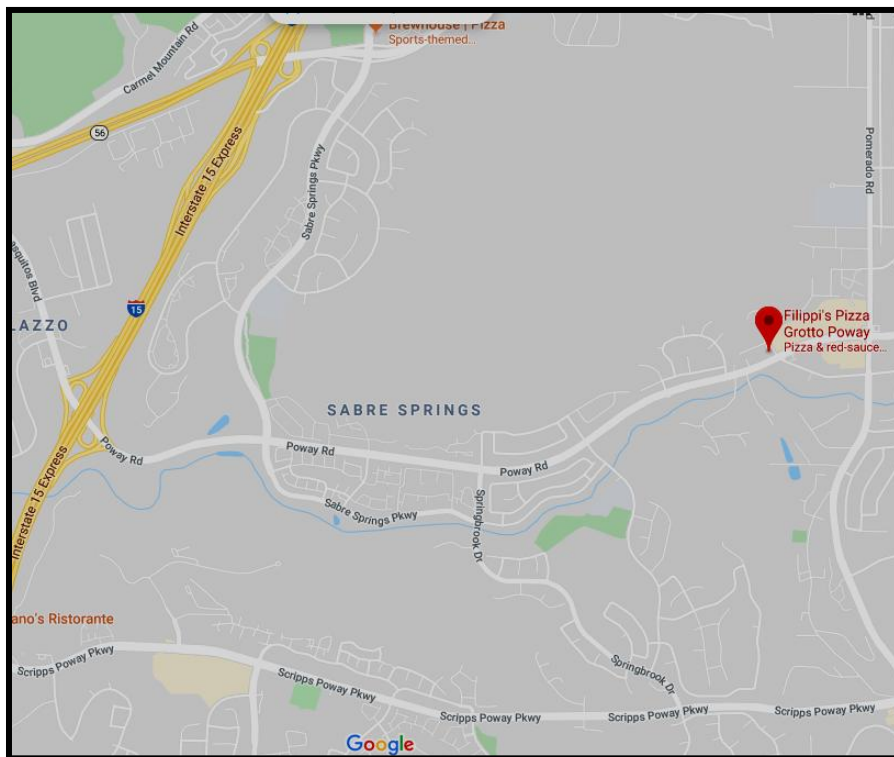 Brewhouse | Pizza
Sports-themed...
Carmel Mountain Rd
56
Interstate 15 Express
Sabre Springs Pkwy
Pomerado Rd
15
Filippi's Pizza
Grotto Poway
Pizza & red-sauce...
SABRE SPRINGS
Poway Rd
Poway Rd
Poway Rd
Interstate 15 Express
Sabre Springs Pkwy
Springbrook Dr
ano's Ristorante
Scripps Poway Pkwy
Scripps Poway Pkwy
Springbrook Dr
Scripps Poway Pkwy
Scripps Poway Pkwy
Google
LAZZO
asquitos Blvd